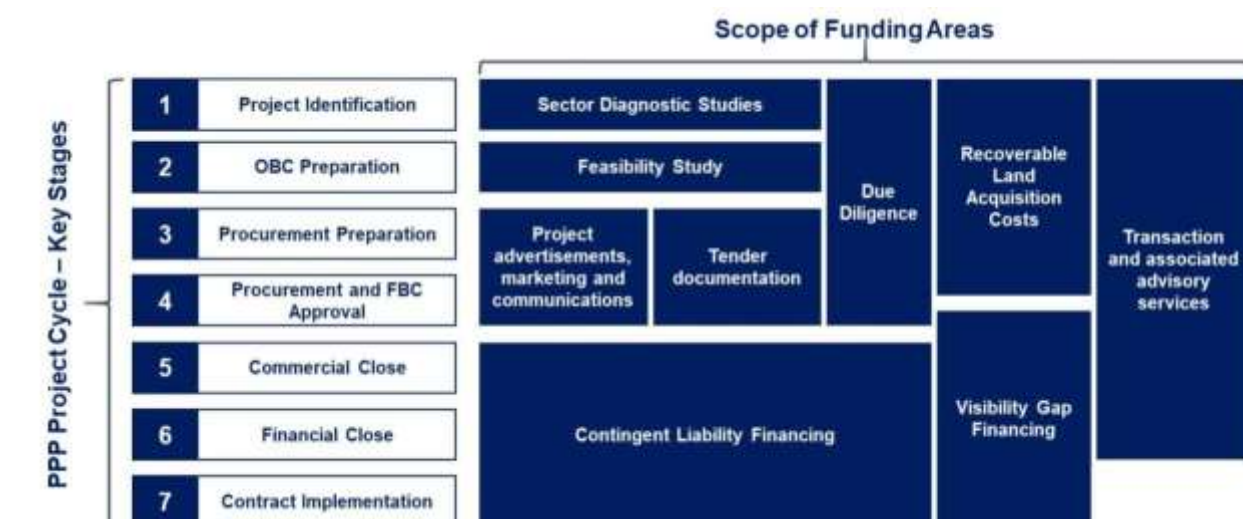 Scope of Funding Areas
PPP Project Cycle – Key Stages
1
Project Identification
Sector Diagnostic Studies
2
OBC Preparation
Feasibility Study
3
Procurement Preparation
4
Procurement and FBC
Approval
Project
advertisements,
marketing and
communications
Tender
documentation
Due
Diligence
Recoverable
Land
Acquisition
Costs
Transaction
and associated
advisory
services
5
Commercial Close
6
Financial Close
7
Contract Implementation
Contingent Liability Financing
Visibility Gap
Financing